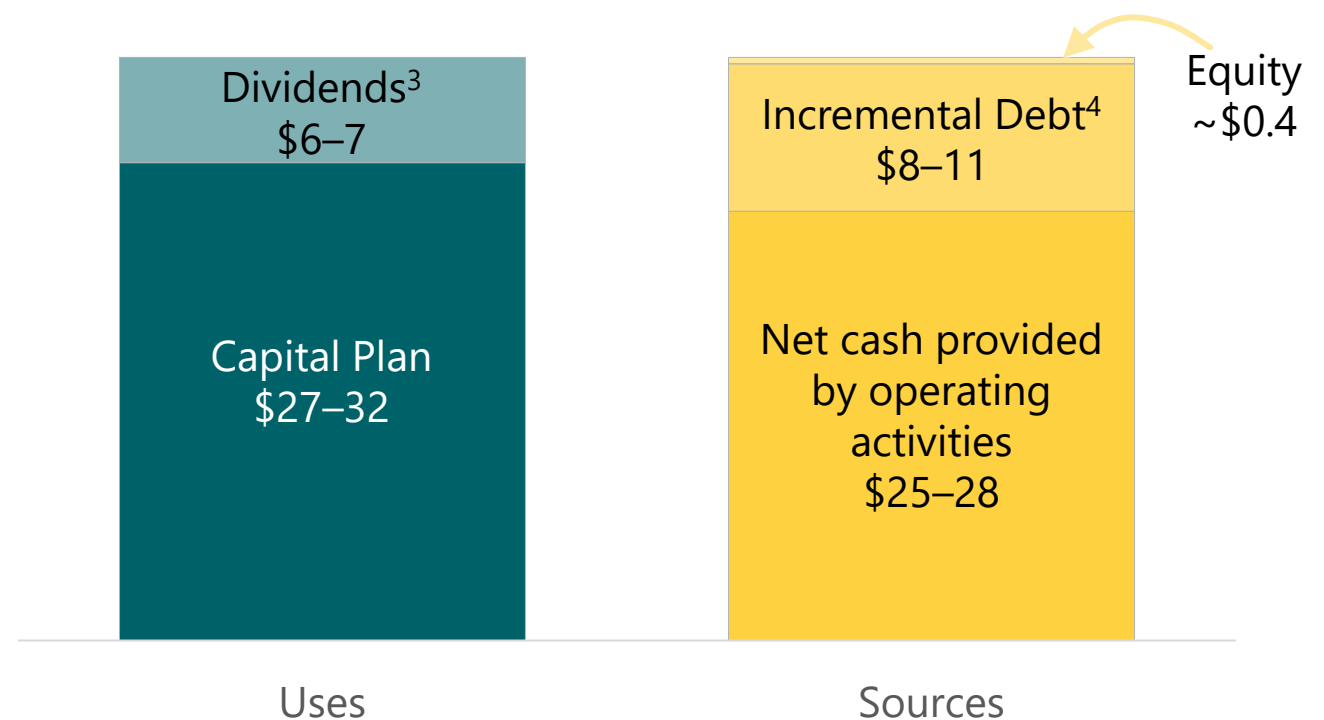 Dividends³
$6–7
Capital Plan
$27–32
Uses
Equity
~$0.4
Incremental Debt⁴
$8–11
Net cash provided
by operating
activities
$25–28
Sources